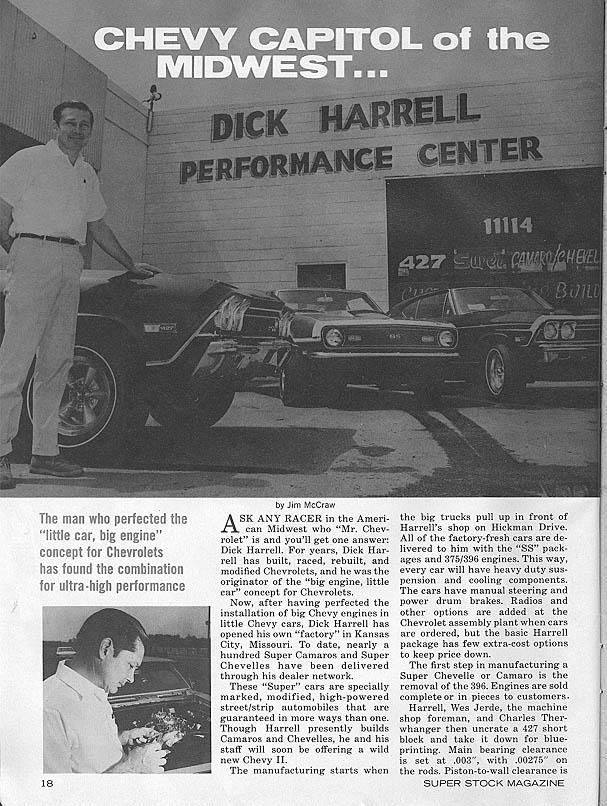 CHEVY CAPITOL of the
MIDWEST...
DICK HARRELL
PERFORMANCE CENTER
11114
427 Super CAMARO/CHEVEL
BUILD
427
SS
by Jim McCraw
The man who perfected the
"little car, big engine"
concept for Chevrolets
has found the combination
for ultra-high performance
ASK ANY RACER in the Ameri-
can Midwest who "Mr. Chev-
rolet" is and you'll get one answer:
Dick Harrell. For years, Dick Har-
rell has built, raced, rebuilt, and
modified Chevrolets, and he was the
originator of the "big engine, little
car" concept for Chevrolets.
Now, after having perfected the
installation of big Chevy engines in
little Chevy cars, Dick Harrell has
opened his own "factory" in Kansas
City, Missouri. To date, nearly a
hundred Super Camaros and Super
Chevelles have been delivered
through his dealer network.
These "Super" cars are specially
marked, modified, high-powered
street/strip automobiles that are
guaranteed in more ways than one.
Though Harrell presently builds
Camaros and Chevelles, he and his
staff will soon be offering a wild
new Chevy II.
The manufacturing starts when
the big trucks pull up in front of
Harrell's shop on Hickman Drive.
All of the factory-fresh cars are de-
livered to him with the "SS" pack-
ages and 375/396 engines. This way,
every car will have heavy duty sus-
pension and cooling components.
The cars have manual steering and
power drum brakes. Radios and
other options are added at the
Chevrolet assembly plant when cars
are ordered, but the basic Harrell
package has few extra-cost options
to keep price down.
The first step in manufacturing a
Super Chevelle or Camaro is the
removal of the 396. Engines are sold
complete or in pieces to customers.
Harrell, Wes Jerde, the machine
shop foreman, and Charles Ther-
whanger then uncrate a 427 short
block and take it down for blue-
printing. Main bearing clearance
is set at .003", with .00275" on
the rods. Piston-to-wall clearance is
18
SUPER STOCK MAGAZINE